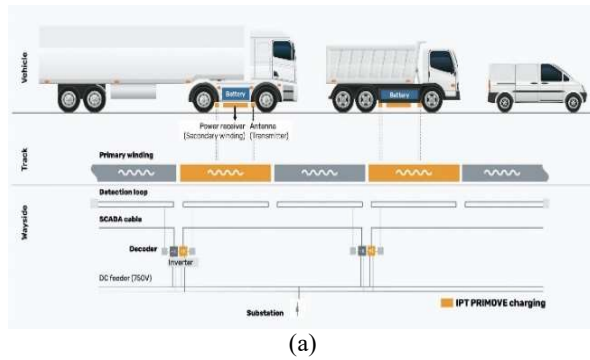 Vehicle
Battery
Battery
Power receiver
(Secondary winding)
Antenna
(Transmitter)
Track
Primary winding
Wayside
Detection loop
SCADA cable
Decoder
Inverter
DC feeder (750V)
Substation
IPT PRIMOVE charging
(a)